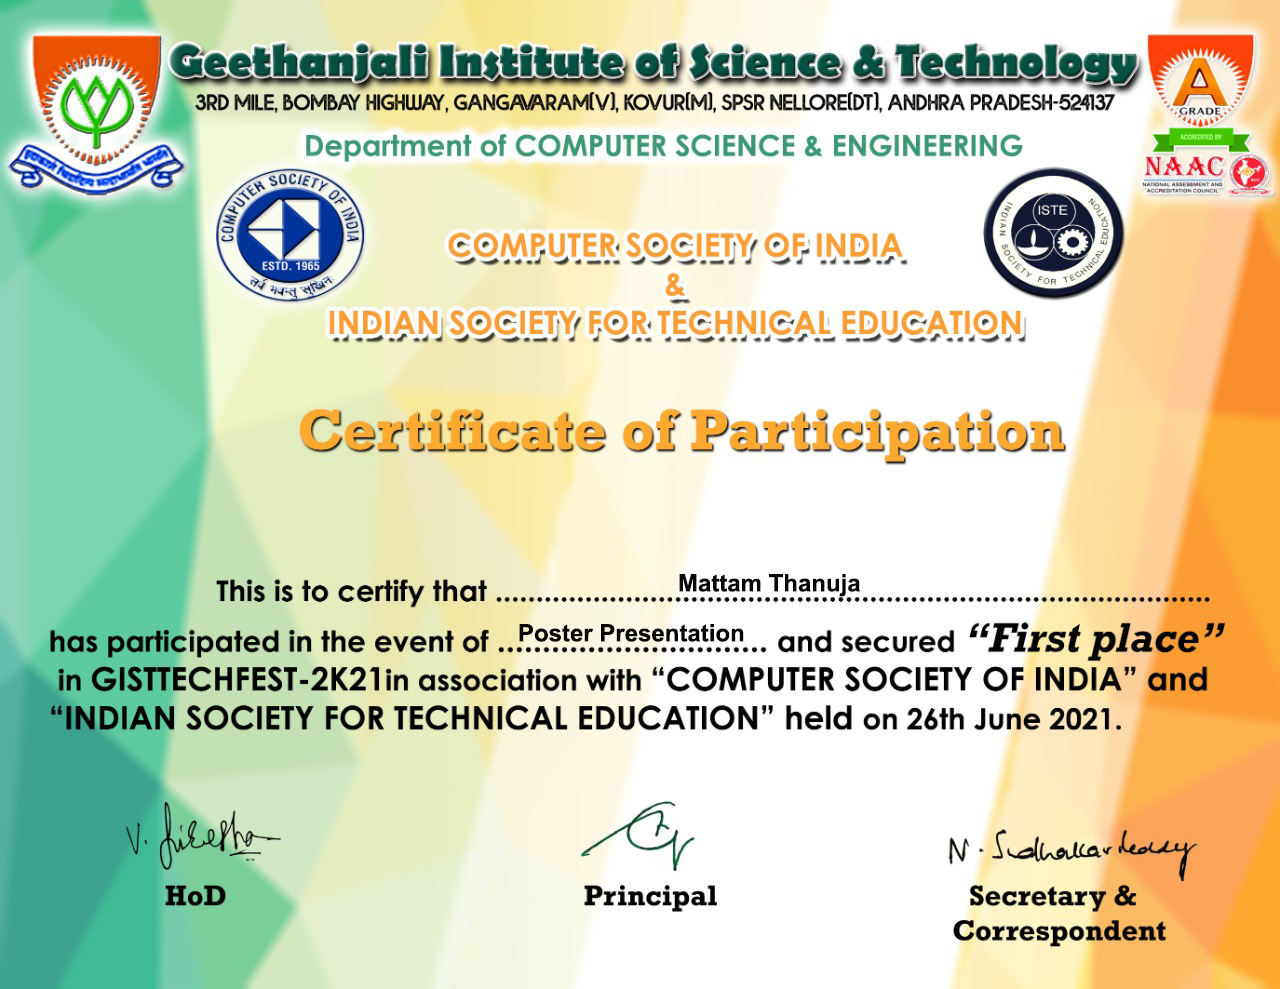 Geethanjali Institute of Science & Technology
3RD MILE, BOMBAY HIGHWAY, GANGAVARAM(V), KOVUR(M), SPSR NELLORE(DT), ANDHRA PRADESH-524137
Department of COMPUTER SCIENCE & ENGINEERING
A
GRADE
ACCREDITED BY
NAAC
NATIONAL ASSESSMENT AND
ACCREDITATION COUNCIL
COMPUTER SOCIETY OF INDIA
ESTD. 1965
सर्वे भवन्तु सुखिनः
ISTE
INDIAN SOCIETY FOR TECHNICAL EDUCATION
COMPUTER SOCIETY OF INDIA
&
INDIAN SOCIETY FOR TECHNICAL EDUCATION
Certificate of Participation
This is to certify that Mattam Thanuja
has participated in the event of Poster Presentation and secured “First place”
in GISTTECHFEST-2K21in association with “COMPUTER SOCIETY OF INDIA” and
“INDIAN SOCIETY FOR TECHNICAL EDUCATION” held on 26th June 2021.
N. Sudhakar Reddy
HoD
Principal
Secretary &
Correspondent